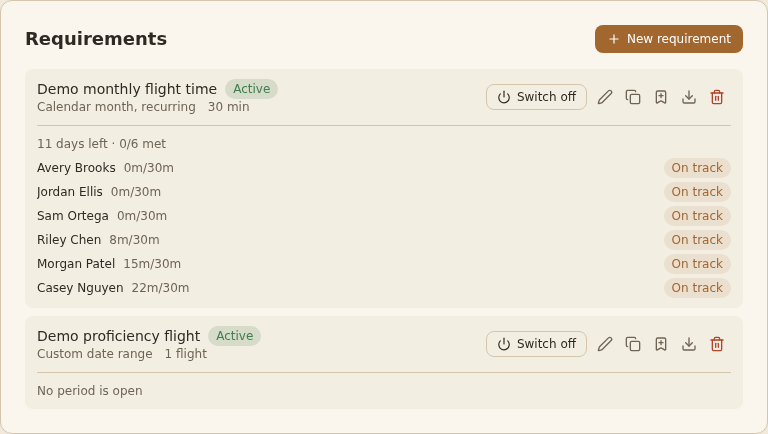 Requirements
New requirement
Demo monthly flight time Active
Calendar month, recurring 30 min
Switch off
11 days left · 0/6 met
Avery Brooks 0m/30m On track
Jordan Ellis 0m/30m On track
Sam Ortega 0m/30m On track
Riley Chen 8m/30m On track
Morgan Patel 15m/30m On track
Casey Nguyen 22m/30m On track
Demo proficiency flight Active
Custom date range 1 flight
Switch off
No period is open